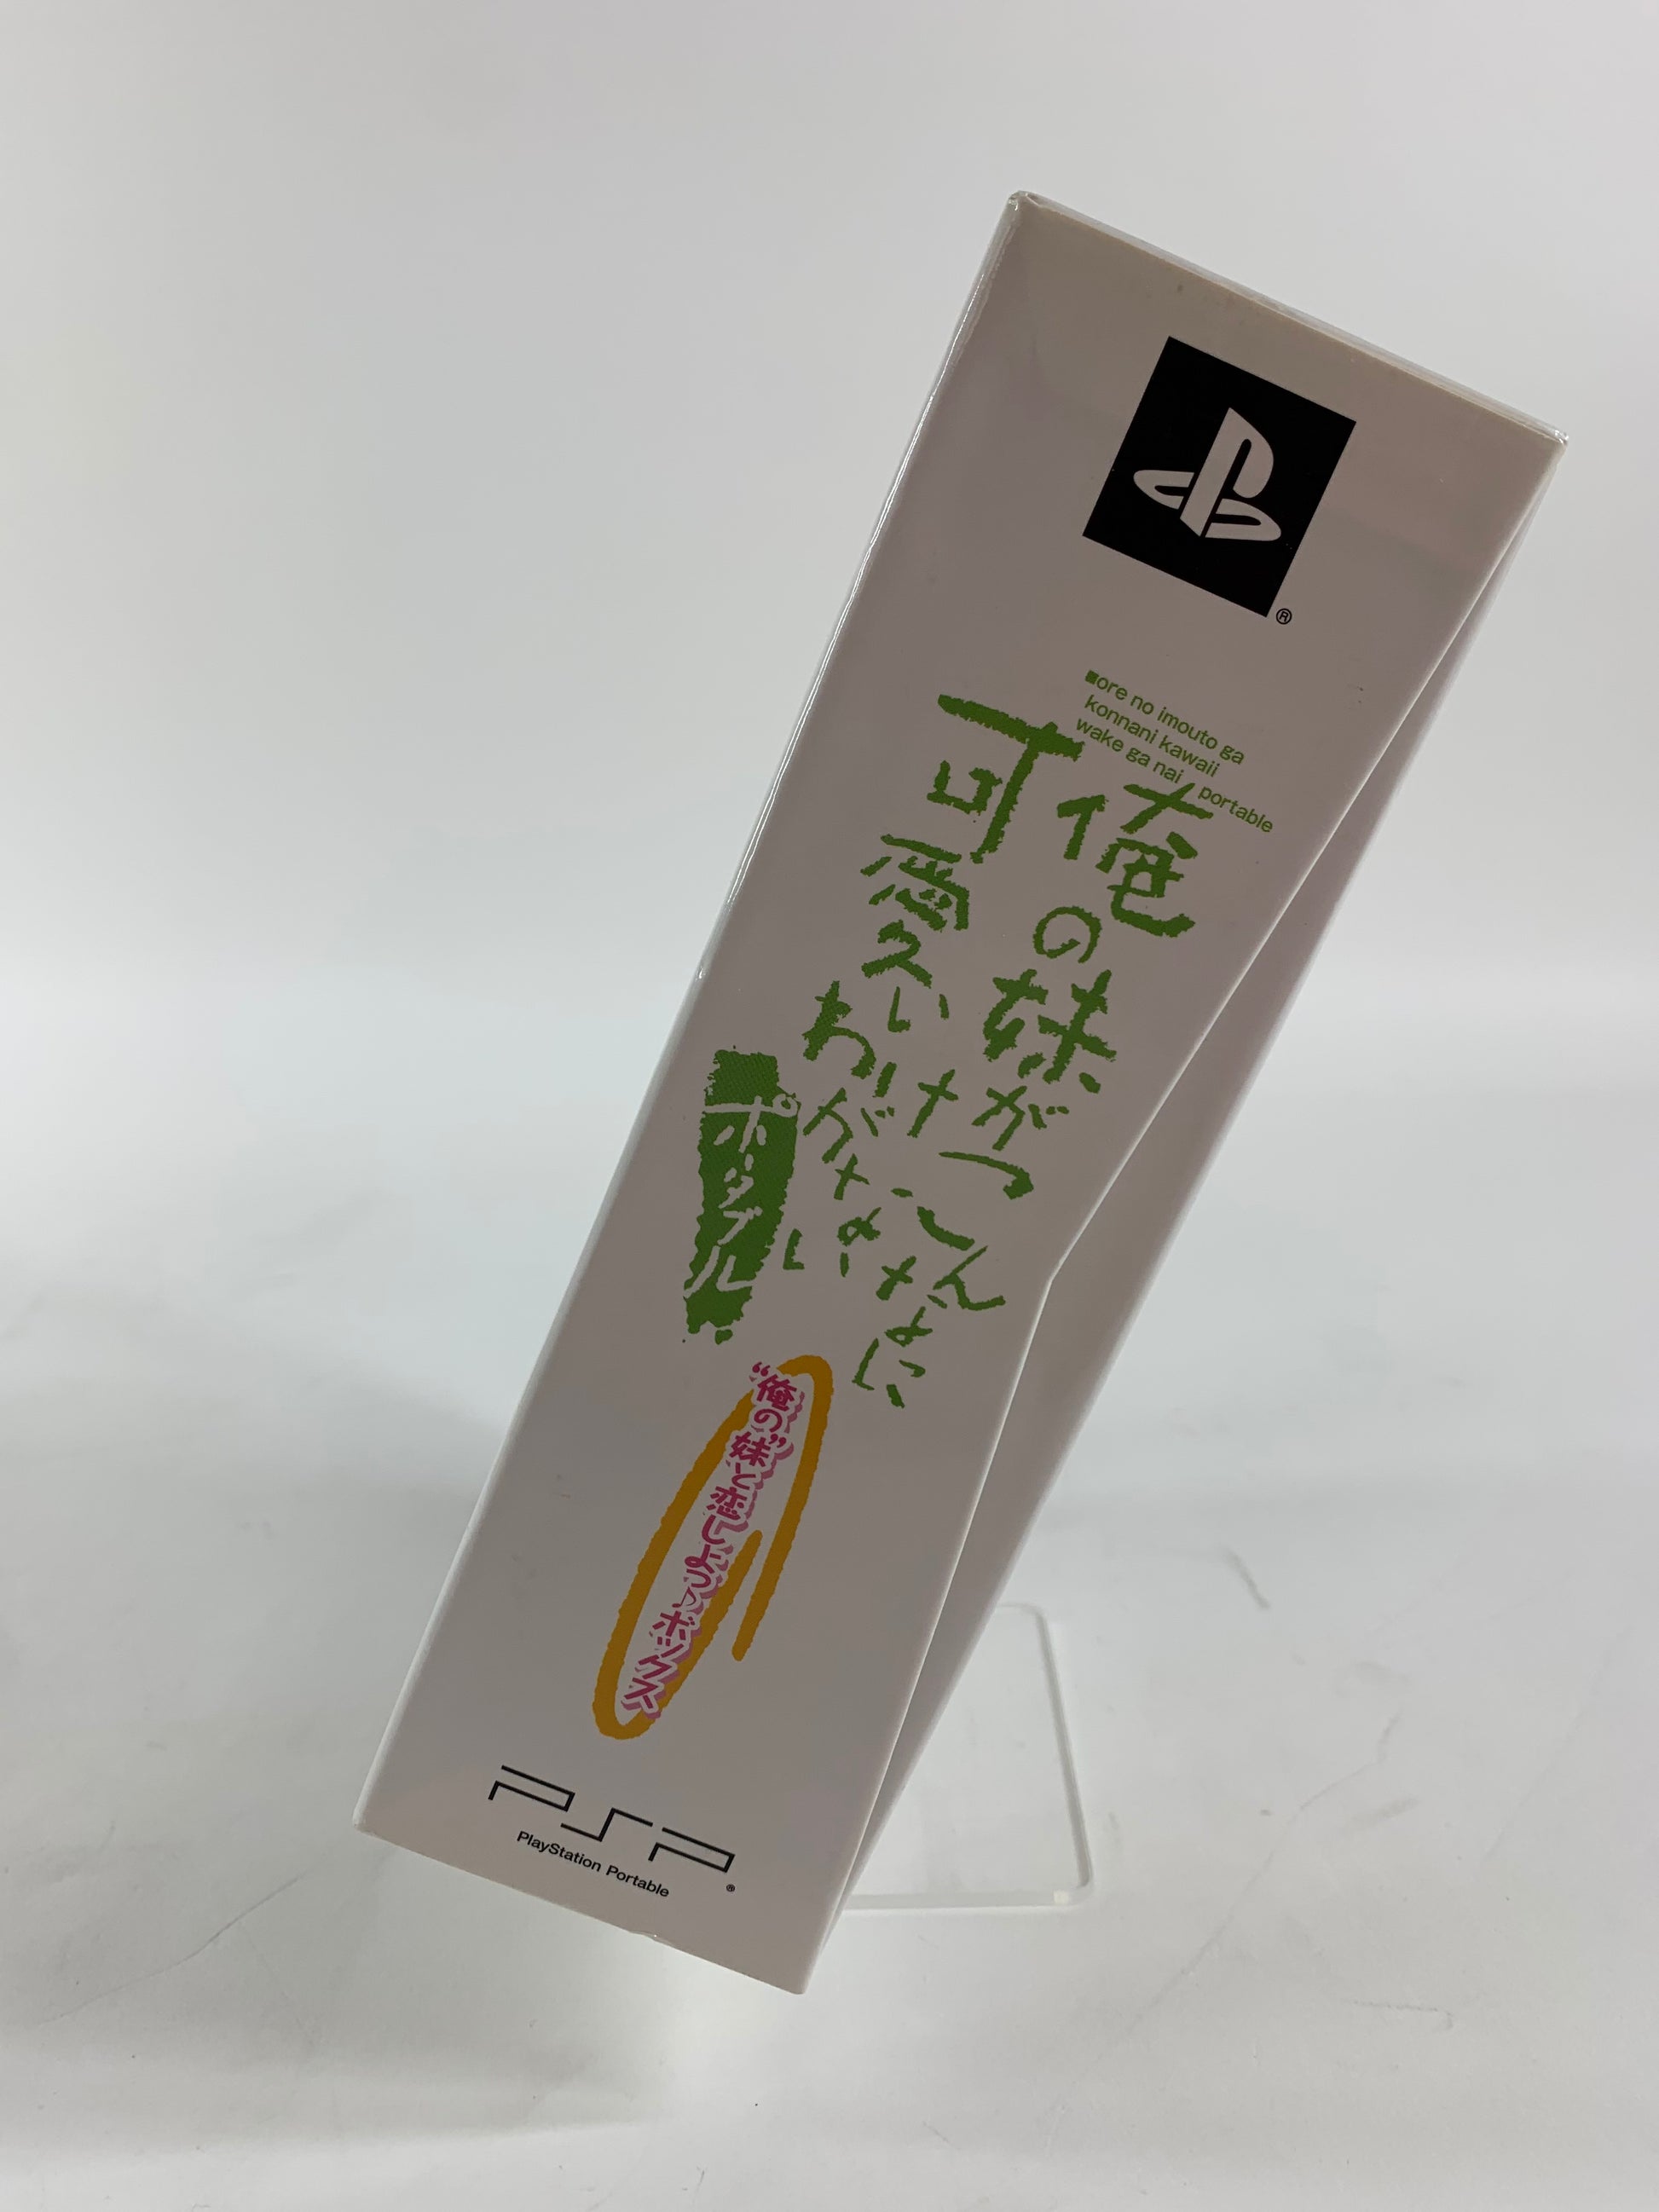 ®
ore no imouto ga
konnani kawaii
wake ga nai portable
俺の妹が
こんなに
可愛い
わけ
がない
ポータブル
“俺の”妹と恋しよう♪ボックス
PSP®
PlayStation Portable